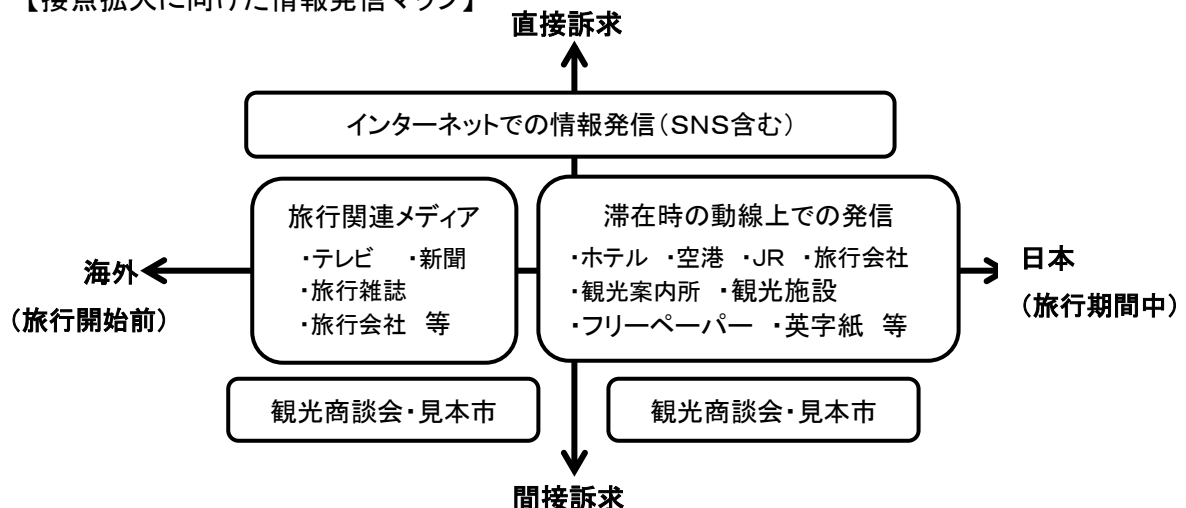 【接点拡大に向けた情報発信マップ】
直接訴求
インターネットでの情報発信(SNS含む)
旅行関連メディア
・テレビ ・新聞
・旅行雑誌
・旅行会社 等
滞在時の動線上での発信
・ホテル ・空港 ・JR ・旅行会社
・観光案内所 ・観光施設
・フリーペーパー ・英字紙 等
海外
(旅行開始前)
日本
(旅行期間中)
観光商談会・見本市
観光商談会・見本市
間接訴求